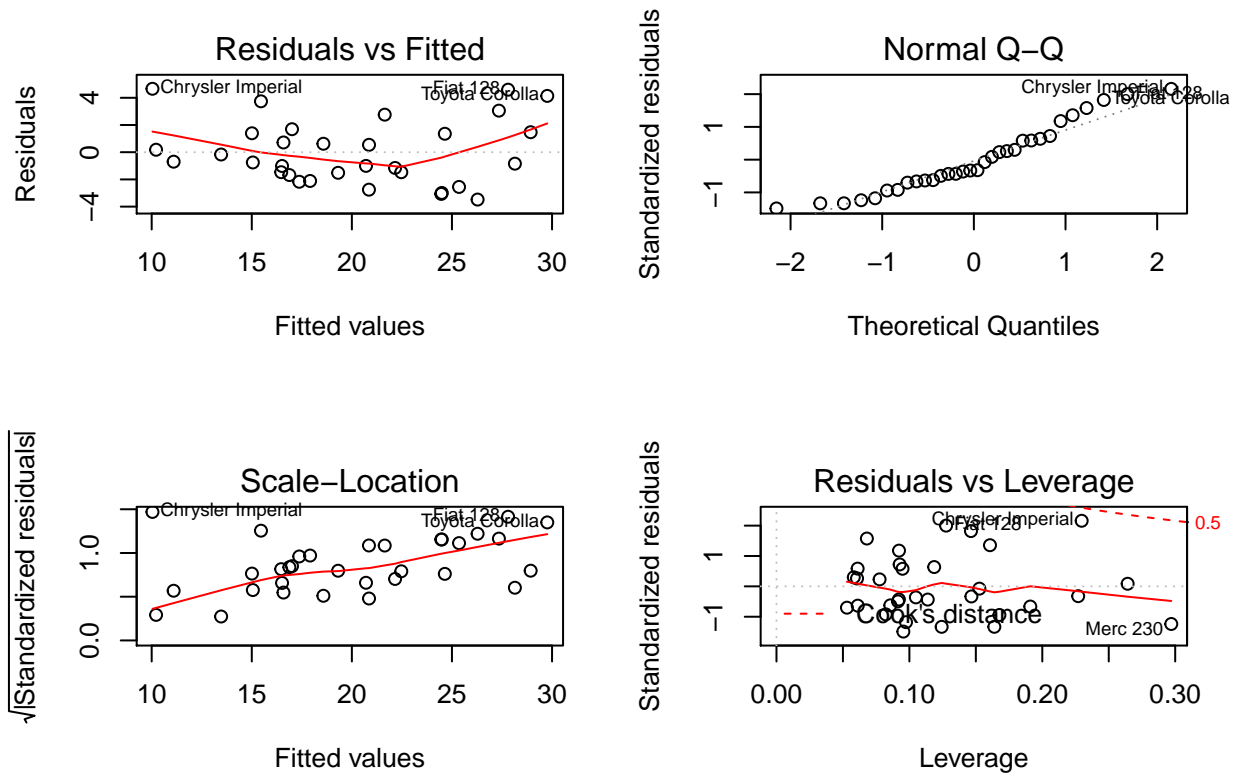 Residuals vs Fitted
Residuals
−4
0
4
Chrysler Imperial
Fiat 128
Toyota Corolla
10 15 20 25 30
Fitted values
Normal Q−Q
Standardized residuals
−1
1
Chrysler Imperial
Fiat 128
Toyota Corolla
−2 −1 0 1 2
Theoretical Quantiles
Scale−Location
√|Standardized residuals|
0.0
1.0
Chrysler Imperial
Fiat 128
Toyota Corolla
10 15 20 25 30
Fitted values
Residuals vs Leverage
Standardized residuals
−1
1
Chrysler Imperial
Fiat 128
0.5
Cook's distance
Merc 230
0.00 0.10 0.20 0.30
Leverage